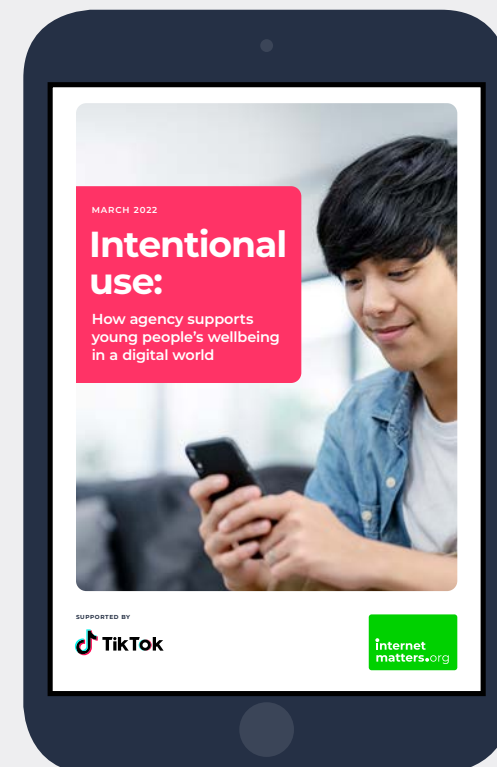 MARCH 2022
Intentional
use:
How agency supports
young people's wellbeing
in a digital world
SUPPORTED BY
TikTok
internet
matters.org